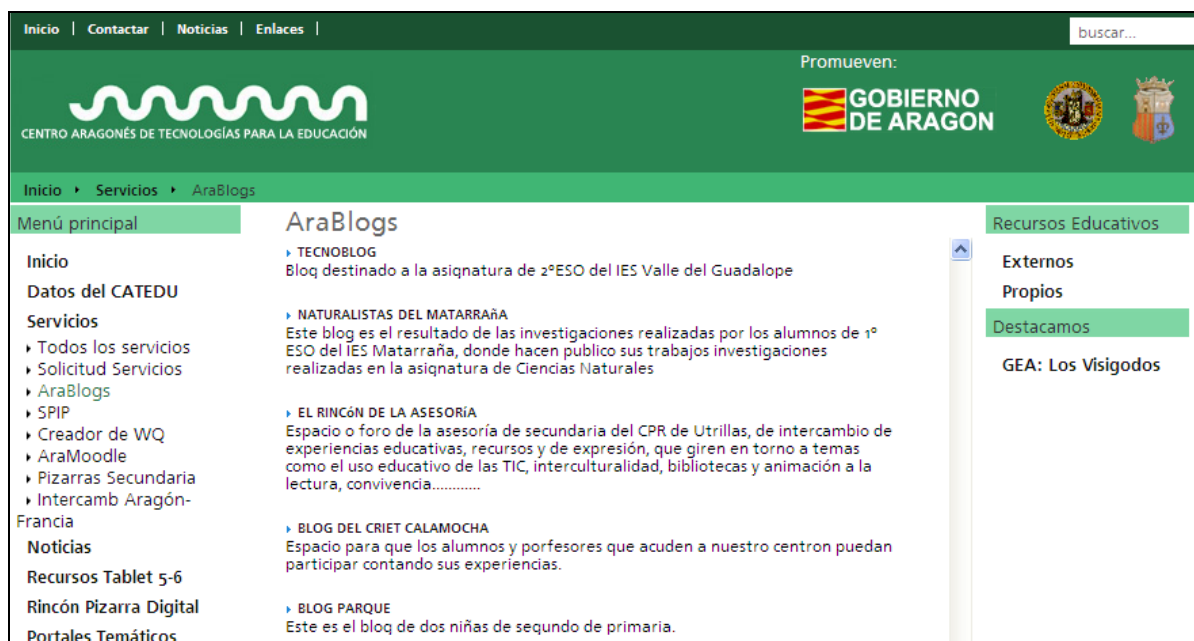 Inicio | Contactar | Noticias | Enlaces |
buscar...
Promueven:
GOBIERNO
DE ARAGON
CENTRO ARAGONÉS DE TECNOLOGÍAS PARA LA EDUCACIÓN
Inicio ▸ Servicios ▸ AraBlogs
Menú principal
Inicio
Datos del CATEDU
Servicios
▸ Todos los servicios
▸ Solicitud Servicios
▸ AraBlogs
▸ SPIP
▸ Creador de WQ
▸ AraMoodle
▸ Pizarras Secundaria
▸ Intercamb Aragón-
Francia
Noticias
Recursos Tablet 5-6
Rincón Pizarra Digital
Portales Temáticos
AraBlogs
▸ TECNOBLOG
Blog destinado a la asignatura de 2ºESO del IES Valle del Guadalope
▸ NATURALISTAS DEL MATARRAñA
Este blog es el resultado de las investigaciones realizadas por los alumnos de 1º
ESO del IES Matarraña, donde hacen publico sus trabajos investigaciones
realizadas en la asignatura de Ciencias Naturales
▸ EL RINCóN DE LA ASESORíA
Espacio o foro de la asesoría de secundaria del CPR de Utrillas, de intercambio de
experiencias educativas, recursos y de expresión, que giren en torno a temas
como el uso educativo de las TIC, interculturalidad, bibliotecas y animación a la
lectura, convivencia............
▸ BLOG DEL CRIET CALAMOCHA
Espacio para que los alumnos y porfesores que acuden a nuestro centron puedan
participar contando sus experiencias.
▸ BLOG PARQUE
Este es el blog de dos niñas de segundo de primaria.
Recursos Educativos
Externos
Propios
Destacamos
GEA: Los Visigodos